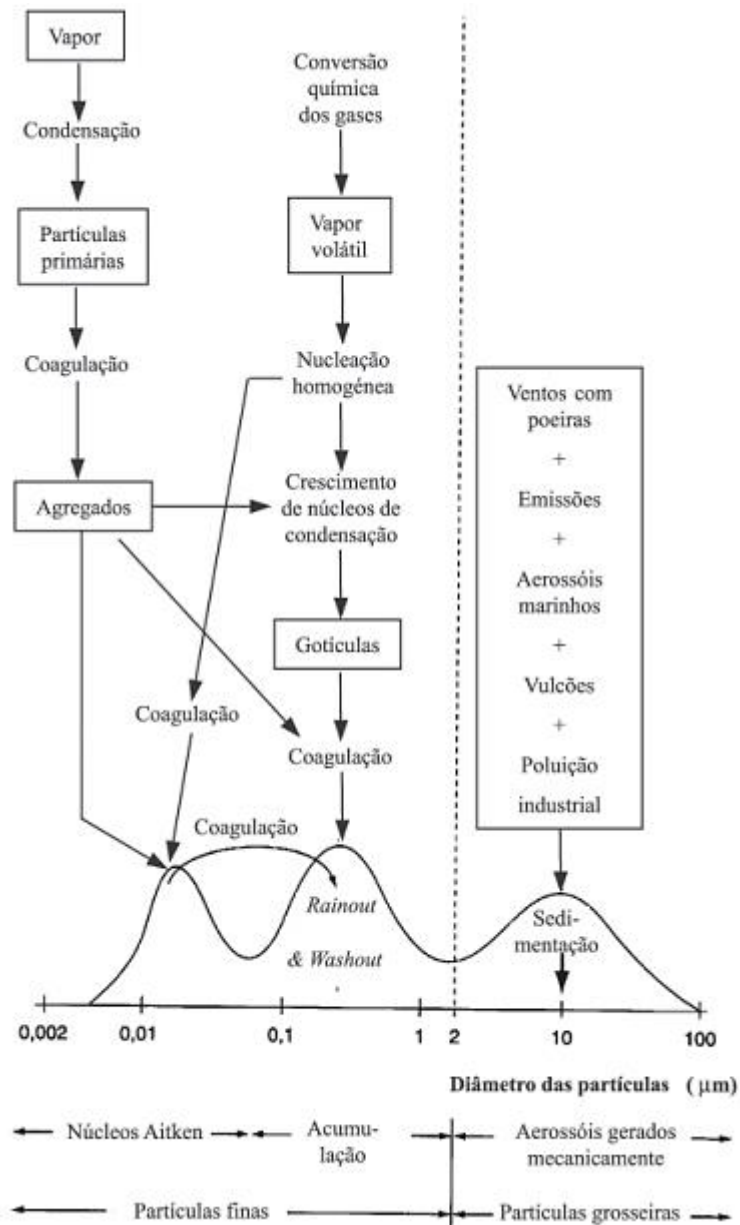 Vapor
Condensação
Partículas
primárias
Coagulação
Agregados
Conversão
química
dos gases
Vapor
volátil
Nucleação
homogénea
Crescimento
de núcleos de
condensação
Gotículas
Coagulação
Coagulação
Coagulação
Rainout
& Washout
Ventos com
poeiras
+
Emissões
+
Aerossóis
marinhos
+
Vulcões
+
Poluição
industrial
Sedi-
mentação
0,002 0,01 0,1 1 2 10 100
Diâmetro das partículas ( µm)
Núcleos Aitken
Acumu-
lação
Aerossóis gerados
mecanicamente
Partículas finas
Partículas grosseiras